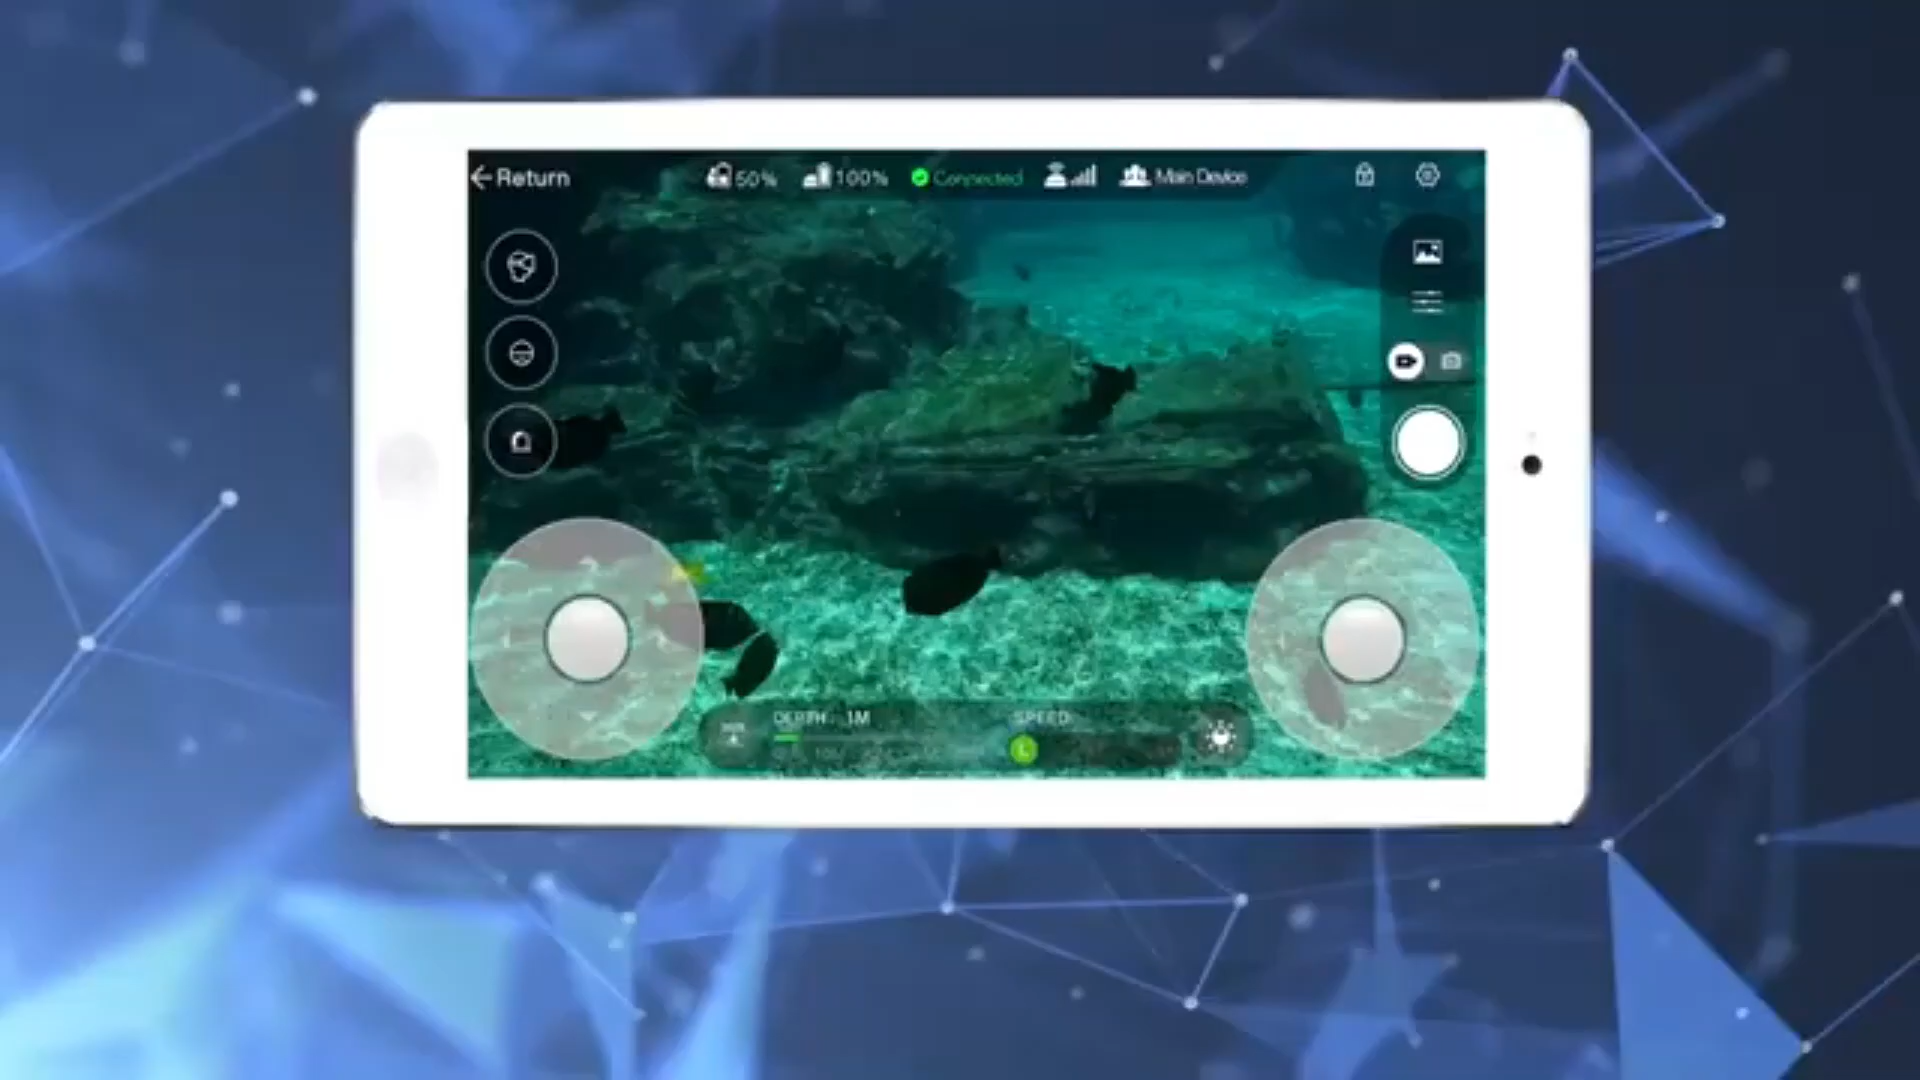 Return
50%
100%
Connected
Main Device
DEPTH 1M
SPEED
L